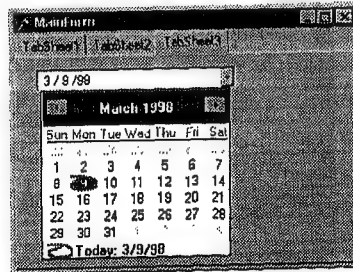 MainForm
TabSheet1 TabSheet2 TabSheet3
3/9/98
March 1998
Sun Mon Tue Wed Thu Fri Sat
1 2 3 4 5 6 7
8 10 11 12 13 14
15 16 17 18 19 20 21
22 23 24 25 26 27 28
29 30 31
Today: 3/9/98